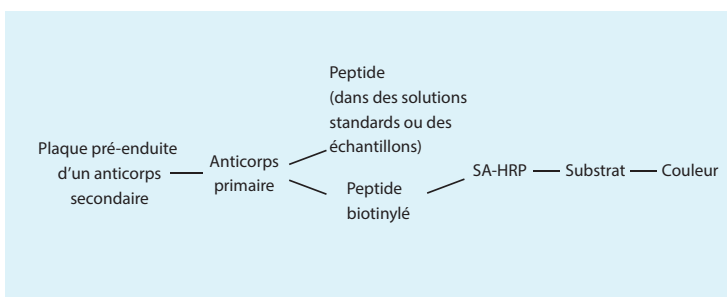 Plaque pré-enduite
d’un anticorps
secondaire
Anticorps
primaire
Peptide
(dans des solutions
standards ou des
échantillons)
Peptide
biotinylé
SA-HRP
Substrat
Couleur